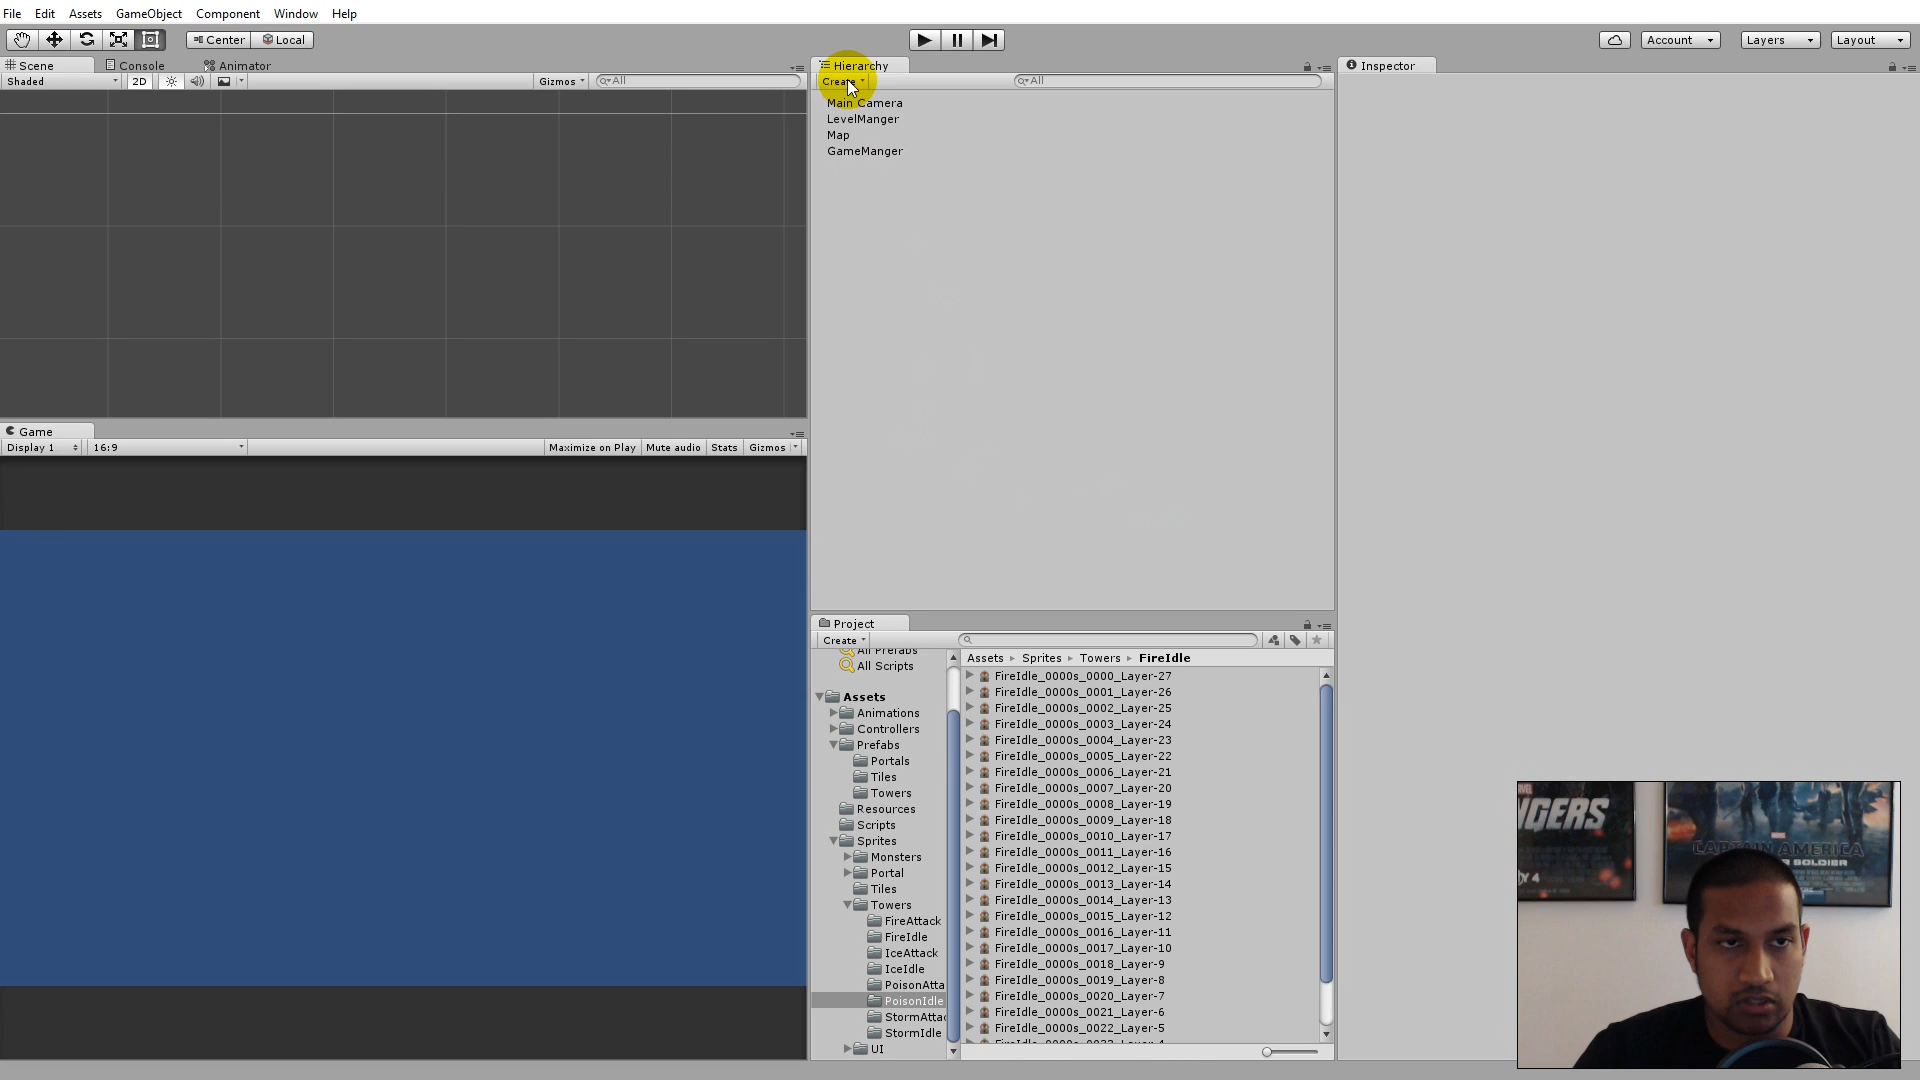 File Edit Assets GameObject Component Window Help
Center Local
Account Layers Layout
Scene Console Animator
Shaded 2D Gizmos All
Hierarchy
Create All
Main Camera
LevelManger
Map
GameManger
Inspector
Game
Display 1 16:9 Maximize on Play Mute audio Stats Gizmos
Project
Create
All Prefabs
All Scripts
Assets
Animations
Controllers
Prefabs
Portals
Tiles
Towers
Resources
Scripts
Sprites
Monsters
Portal
Tiles
Towers
FireAttack
FireIdle
IceAttack
IceIdle
PoisonAtta
PoisonIdle
StormAttac
StormIdle
UI
Assets ▸ Sprites ▸ Towers ▸ FireIdle
FireIdle_0000s_0000_Layer-27
FireIdle_0000s_0001_Layer-26
FireIdle_0000s_0002_Layer-25
FireIdle_0000s_0003_Layer-24
FireIdle_0000s_0004_Layer-23
FireIdle_0000s_0005_Layer-22
FireIdle_0000s_0006_Layer-21
FireIdle_0000s_0007_Layer-20
FireIdle_0000s_0008_Layer-19
FireIdle_0000s_0009_Layer-18
FireIdle_0000s_0010_Layer-17
FireIdle_0000s_0011_Layer-16
FireIdle_0000s_0012_Layer-15
FireIdle_0000s_0013_Layer-14
FireIdle_0000s_0014_Layer-13
FireIdle_0000s_0015_Layer-12
FireIdle_0000s_0016_Layer-11
FireIdle_0000s_0017_Layer-10
FireIdle_0000s_0018_Layer-9
FireIdle_0000s_0019_Layer-8
FireIdle_0000s_0020_Layer-7
FireIdle_0000s_0021_Layer-6
FireIdle_0000s_0022_Layer-5
NGERS
CAPTAIN AMERICA
SOLDIER